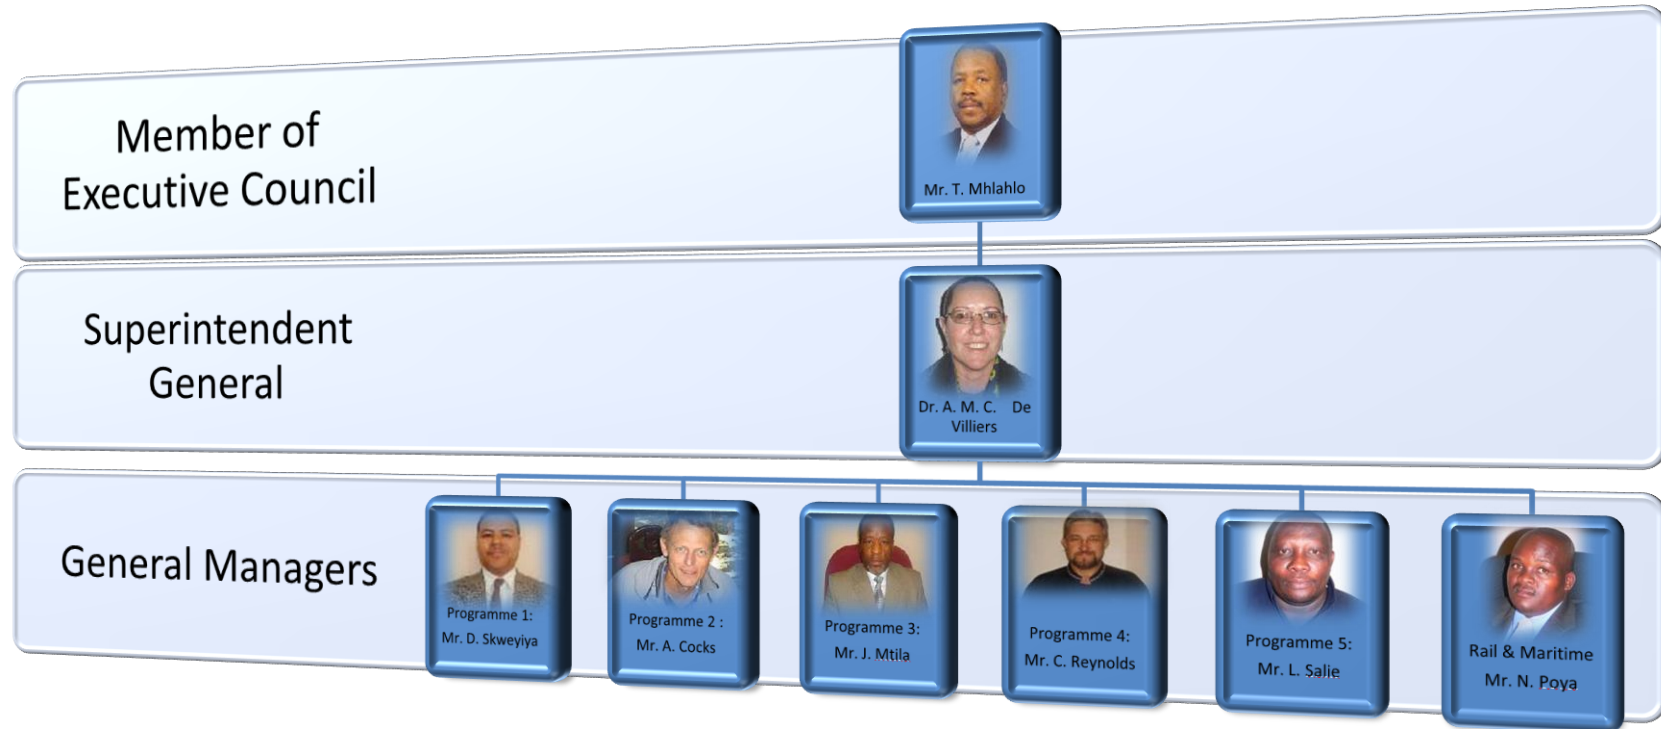 Member of
Executive Council
Mr. T. Mhlahlo
Superintendent
General
Dr. A. M. C. De
Villiers
General Managers
Programme 1:
Mr. D. Skweyiya
Programme 2 :
Mr. A. Cocks
Programme 3:
Mr. J. Mtila
Programme 4:
Mr. C. Reynolds
Programme 5:
Mr. L. Salie
Rail & Maritime
Mr. N. Poya